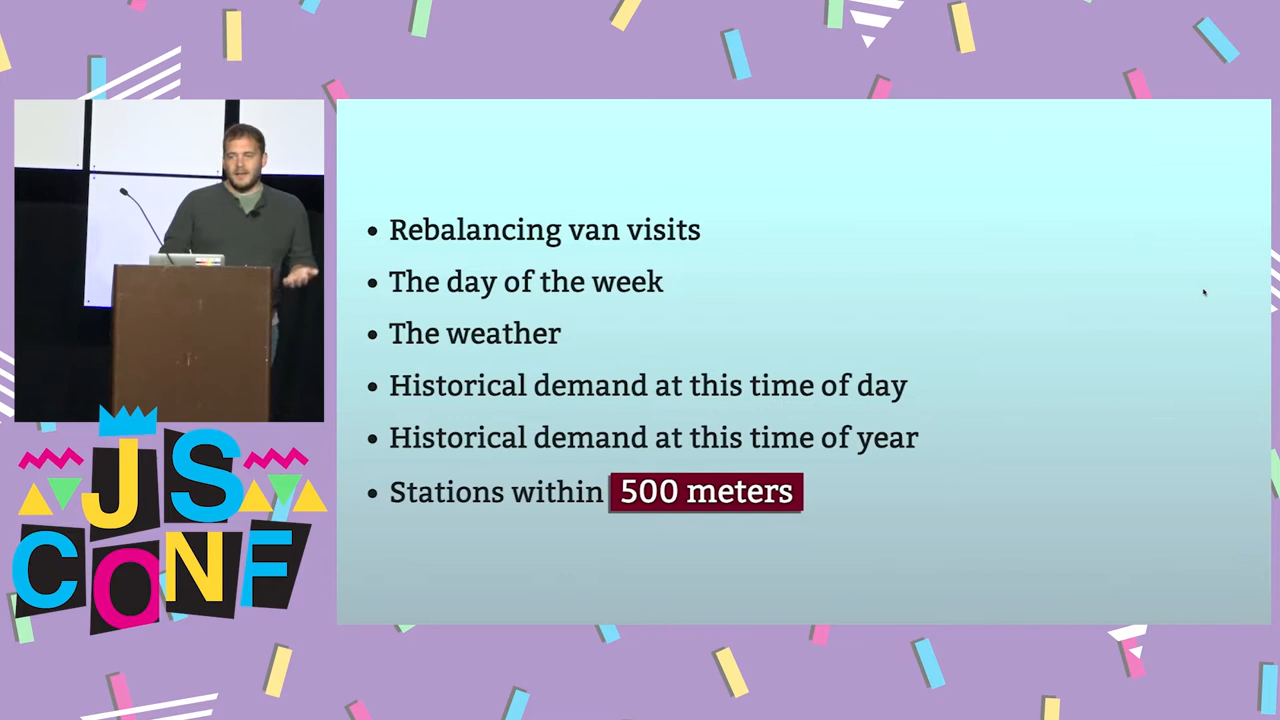 Rebalancing van visits
The day of the week
The weather
Historical demand at this time of day
Historical demand at this time of year
Stations within 500 meters
JS
CONF